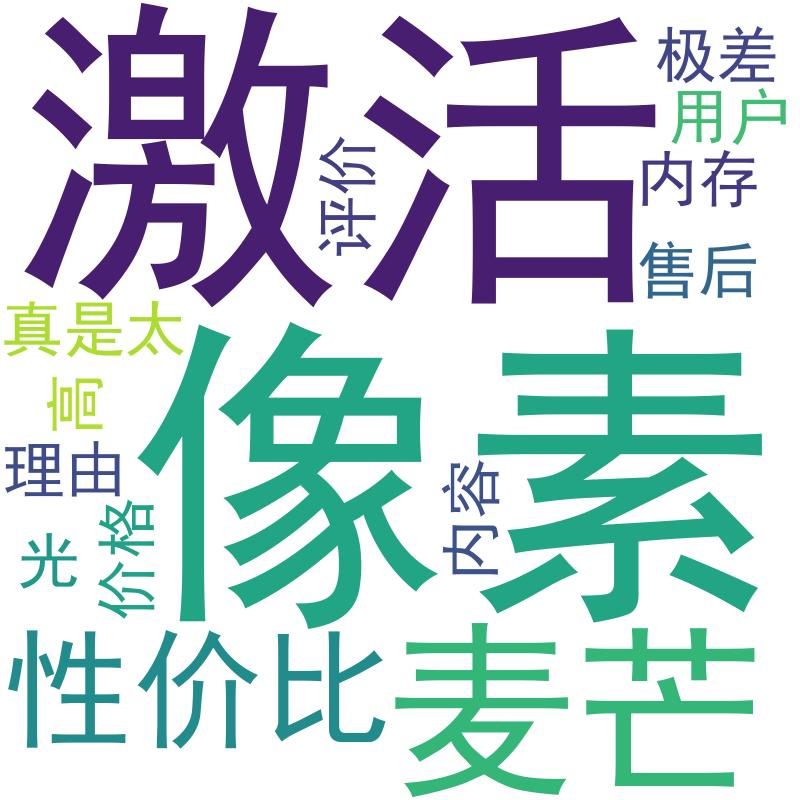 激活
极差
用户
评价
内存
售后
真是太
像素
高
理由
内容
价格
光
性价比
麦芒